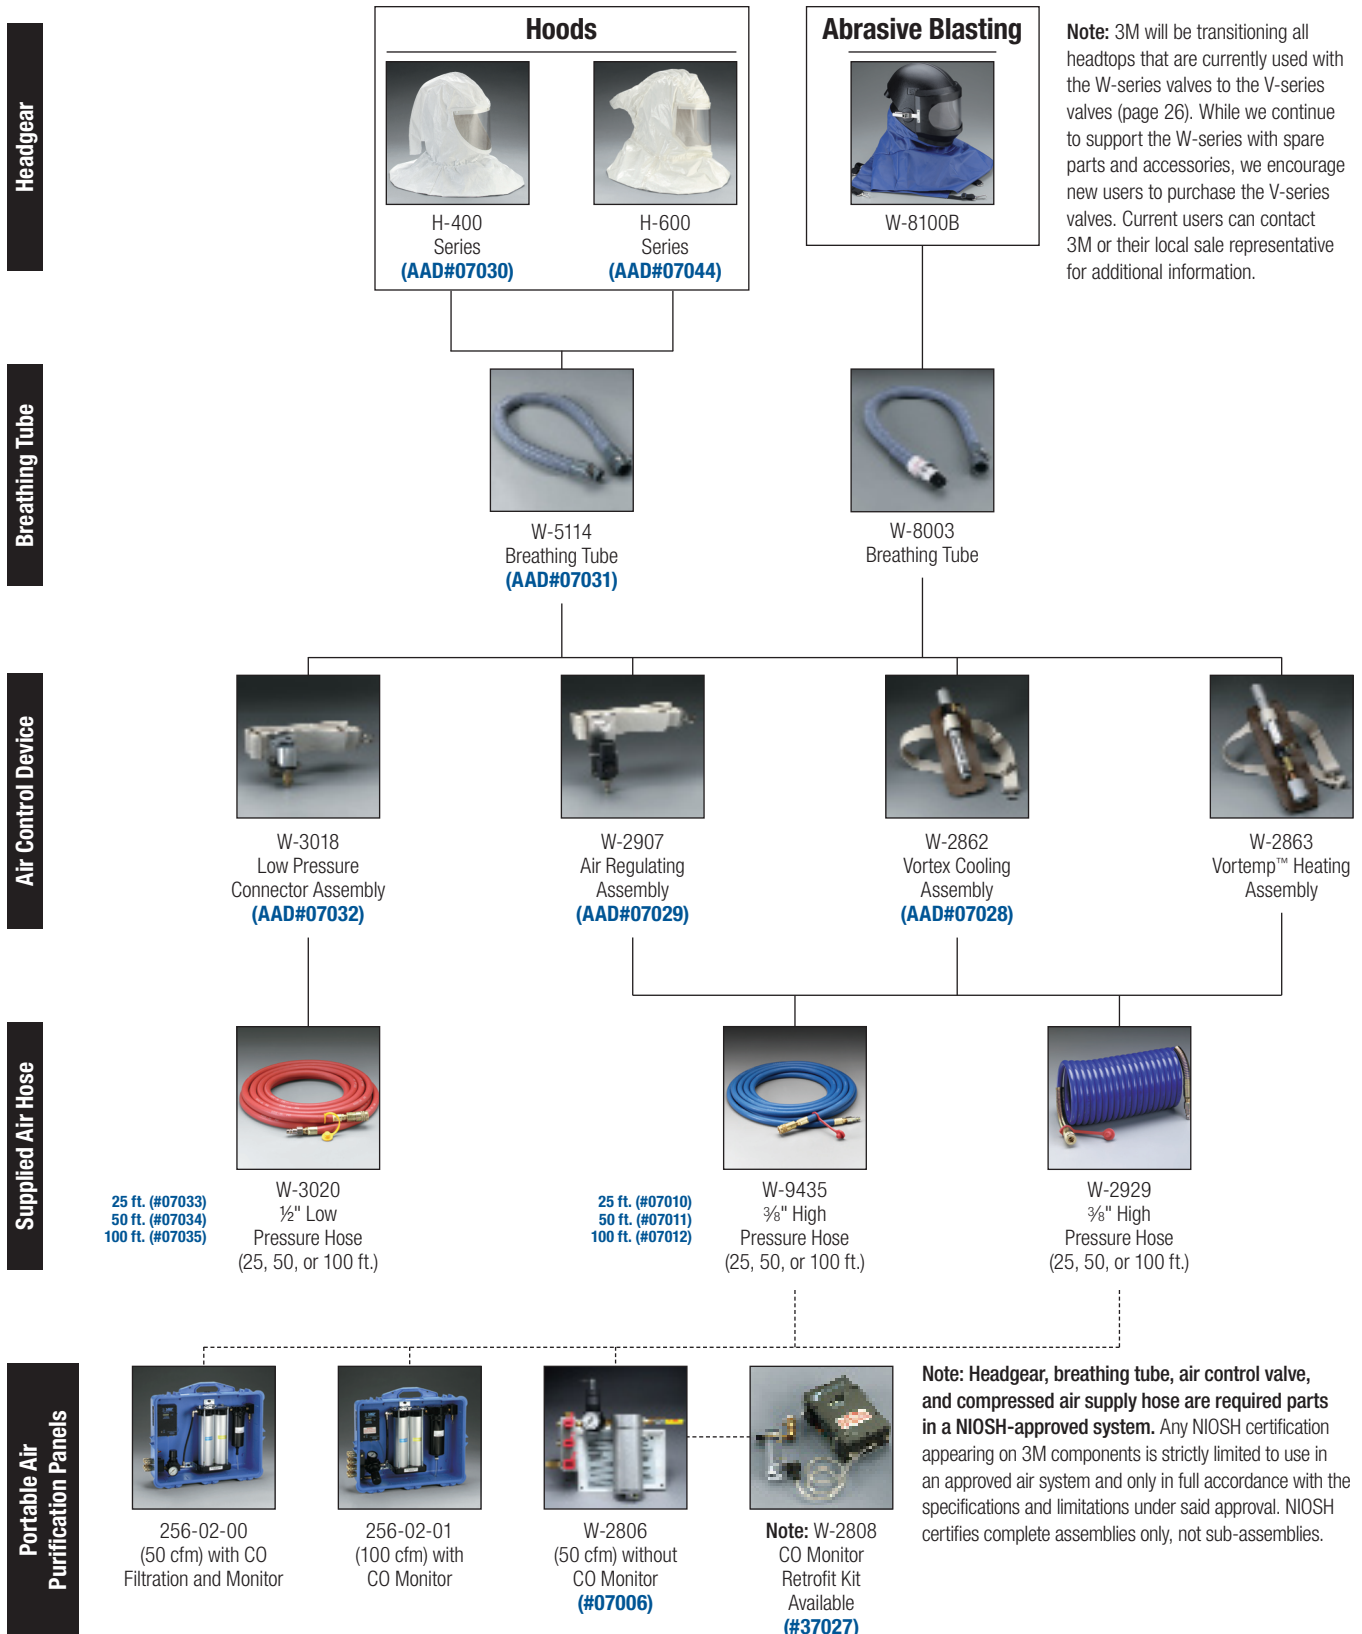 Headgear
Hoods
H-400
Series
(AAD#07030)
H-600
Series
(AAD#07044)
Abrasive Blasting
W-8100B
Note: 3M will be transitioning all
headtops that are currently used with
the W-series valves to the V-series
valves (page 26). While we continue
to support the W-series with spare
parts and accessories, we encourage
new users to purchase the V-series
valves. Current users can contact
3M or their local sale representative
for additional information.
Breathing Tube
W-5114
Breathing Tube
(AAD#07031)
W-8003
Breathing Tube
Air Control Device
W-3018
Low Pressure
Connector Assembly
(AAD#07032)
W-2907
Air Regulating
Assembly
(AAD#07029)
W-2862
Vortex Cooling
Assembly
(AAD#07028)
W-2863
Vortemp™ Heating
Assembly
Supplied Air Hose
25 ft. (#07033)
50 ft. (#07034)
100 ft. (#07035)
W-3020
½" Low
Pressure Hose
(25, 50, or 100 ft.)
25 ft. (#07010)
50 ft. (#07011)
100 ft. (#07012)
W-9435
⅜" High
Pressure Hose
(25, 50, or 100 ft.)
W-2929
⅜" High
Pressure Hose
(25, 50, or 100 ft.)
Portable Air
Purification Panels
256-02-00
(50 cfm) with CO
Filtration and Monitor
256-02-01
(100 cfm) with
CO Monitor
W-2806
(50 cfm) without
CO Monitor
(#07006)
Note: W-2808
CO Monitor
Retrofit Kit
Available
(#37027)
Note: Headgear, breathing tube, air control valve,
and compressed air supply hose are required parts
in a NIOSH-approved system. Any NIOSH certification
appearing on 3M components is strictly limited to use in
an approved air system and only in full accordance with the
specifications and limitations under said approval. NIOSH
certifies complete assemblies only, not sub-assemblies.